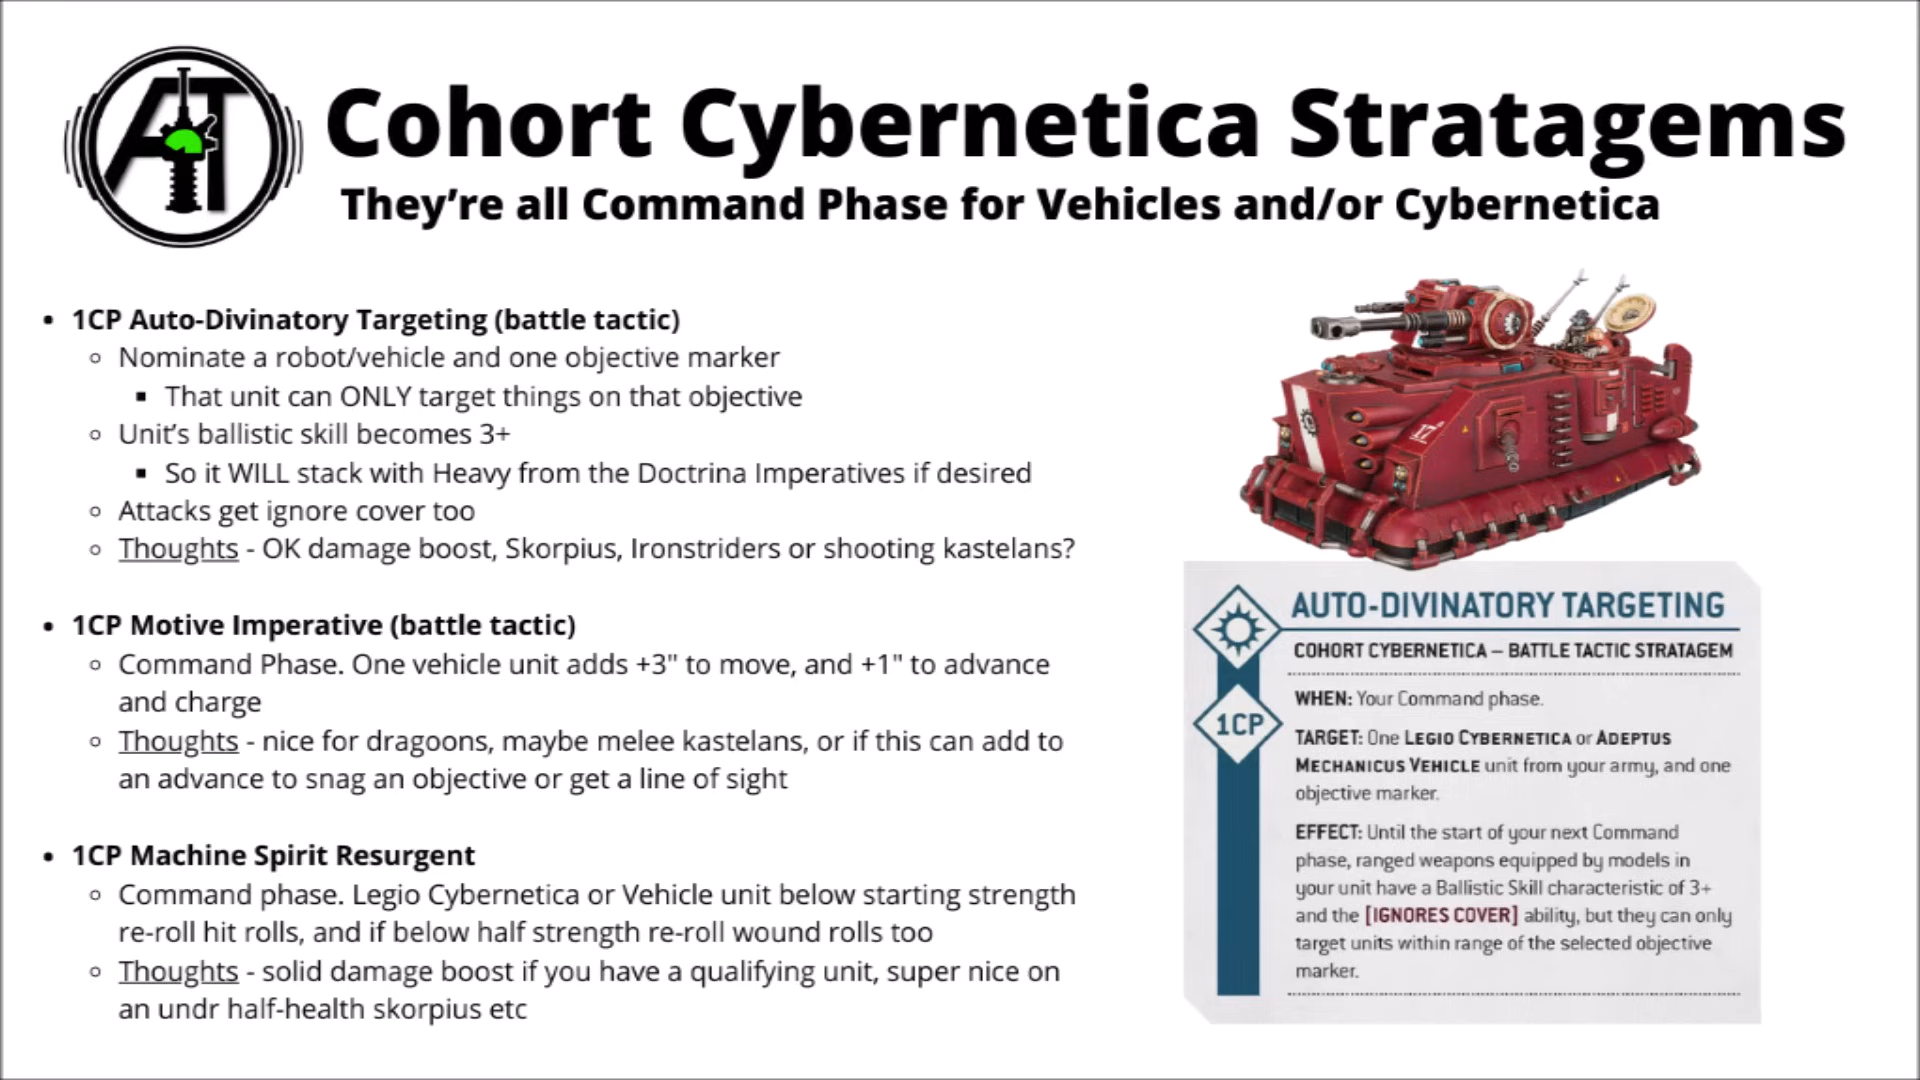 AT
Cohort Cybernetica Stratagems
They're all Command Phase for Vehicles and/or Cybernetica
• 1CP Auto-Divinatory Targeting (battle tactic)
○ Nominate a robot/vehicle and one objective marker
▪ That unit can ONLY target things on that objective
○ Unit's ballistic skill becomes 3+
▪ So it WILL stack with Heavy from the Doctrina Imperatives if desired
○ Attacks get ignore cover too
○ Thoughts - OK damage boost, Skorpius, Ironstriders or shooting kastelans?
• 1CP Motive Imperative (battle tactic)
○ Command Phase. One vehicle unit adds +3" to move, and +1" to advance
and charge
○ Thoughts - nice for dragoons, maybe melee kastelans, or if this can add to
an advance to snag an objective or get a line of sight
• 1CP Machine Spirit Resurgent
○ Command phase. Legio Cybernetica or Vehicle unit below starting strength
re-roll hit rolls, and if below half strength re-roll wound rolls too
○ Thoughts - solid damage boost if you have a qualifying unit, super nice on
an undr half-health skorpius etc
17
AUTO-DIVINATORY TARGETING
COHORT CYBERNETICA – BATTLE TACTIC STRATAGEM
1CP
WHEN: Your Command phase.
TARGET: One LEGIO CYBERNETICA or ADEPTUS
MECHANICUS VEHICLE unit from your army, and one
objective marker.
EFFECT: Until the start of your next Command
phase, ranged weapons equipped by models in
your unit have a Ballistic Skill characteristic of 3+
and the [IGNORES COVER] ability, but they can only
target units within range of the selected objective
marker.